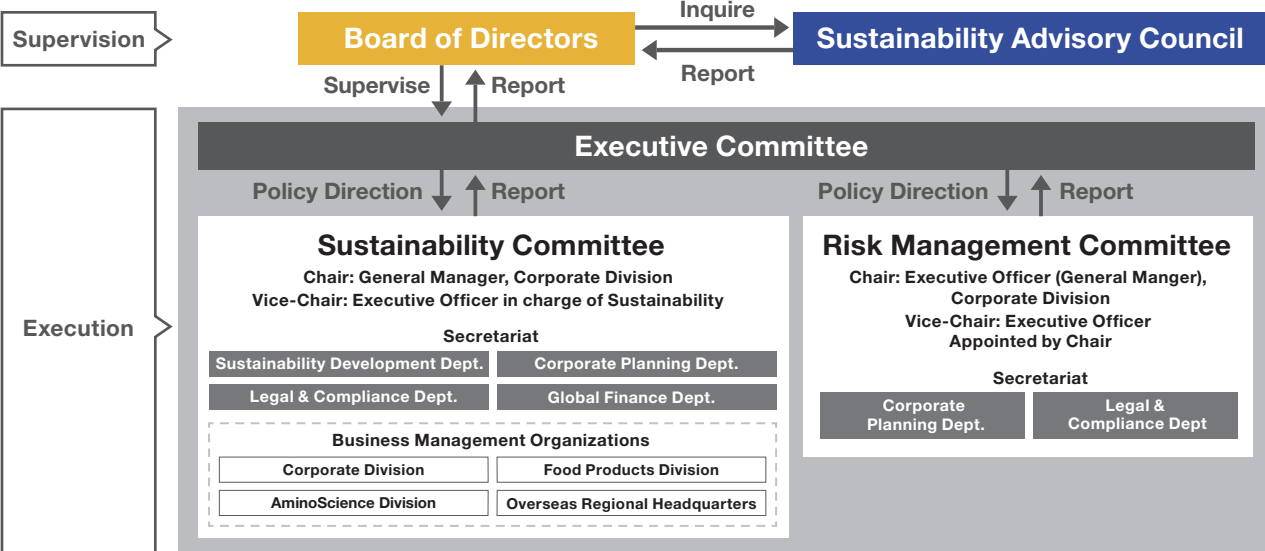 Supervision
Board of Directors
Inquire
Report
Sustainability Advisory Council
Supervise
Report
Execution
Executive Committee
Policy Direction
Report
Policy Direction
Report
Sustainability Committee
Chair: General Manager, Corporate Division
Vice-Chair: Executive Officer in charge of Sustainability
Secretariat
Sustainability Development Dept.
Corporate Planning Dept.
Legal & Compliance Dept.
Global Finance Dept.
Business Management Organizations
Corporate Division
Food Products Division
AminoScience Division
Overseas Regional Headquarters
Risk Management Committee
Chair: Executive Officer (General Manger),
Corporate Division
Vice-Chair: Executive Officer
Appointed by Chair
Secretariat
Corporate
Planning Dept.
Legal &
Compliance Dept